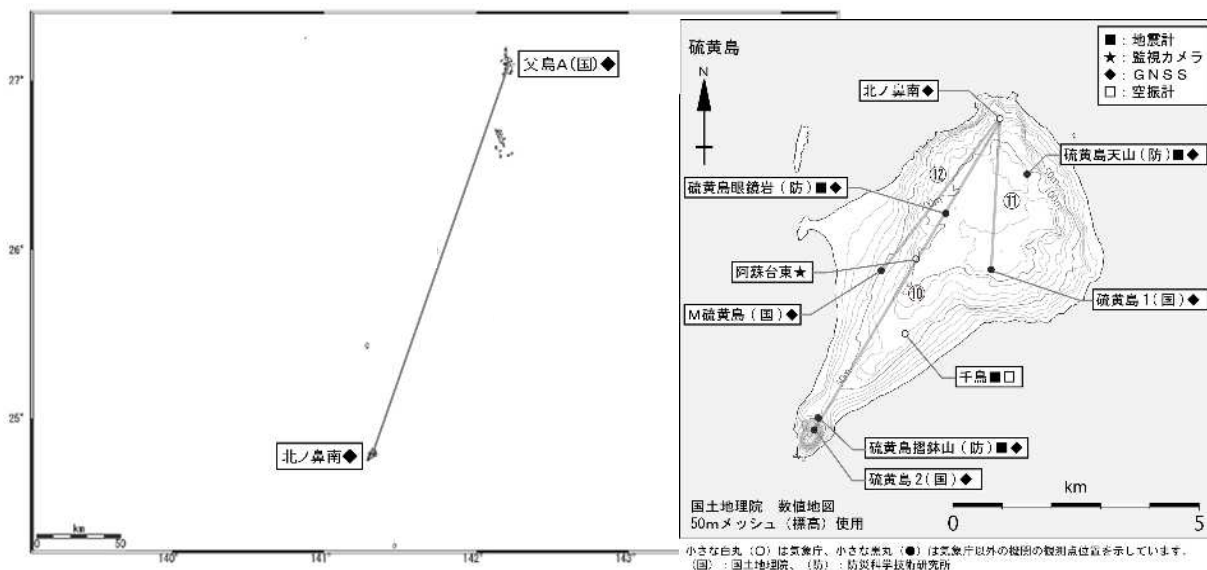 27°
26°
25°
140°
141°
142°
143°
父島A(国)◆
北ノ鼻南◆
km
0
50
硫黄島
N
■:地震計
★:監視カメラ
◆:GNSS
□:空振計
北ノ鼻南◆
硫黄島天山(防)■◆
硫黄島眼鏡岩(防)■◆
⑫
⑪
阿蘇台東★
⑩
M硫黄島(国)◆
硫黄島1(国)◆
千鳥■□
硫黄島摺鉢山(防)■◆
硫黄島2(国)◆
国土地理院 数値地図
50mメッシュ(標高)使用
km
0
5
小さな白丸(○)は気象庁、小さな黒丸(●)は気象庁以外の機関の観測点位置を示しています。
(国):国土地理院、(防):防災科学技術研究所